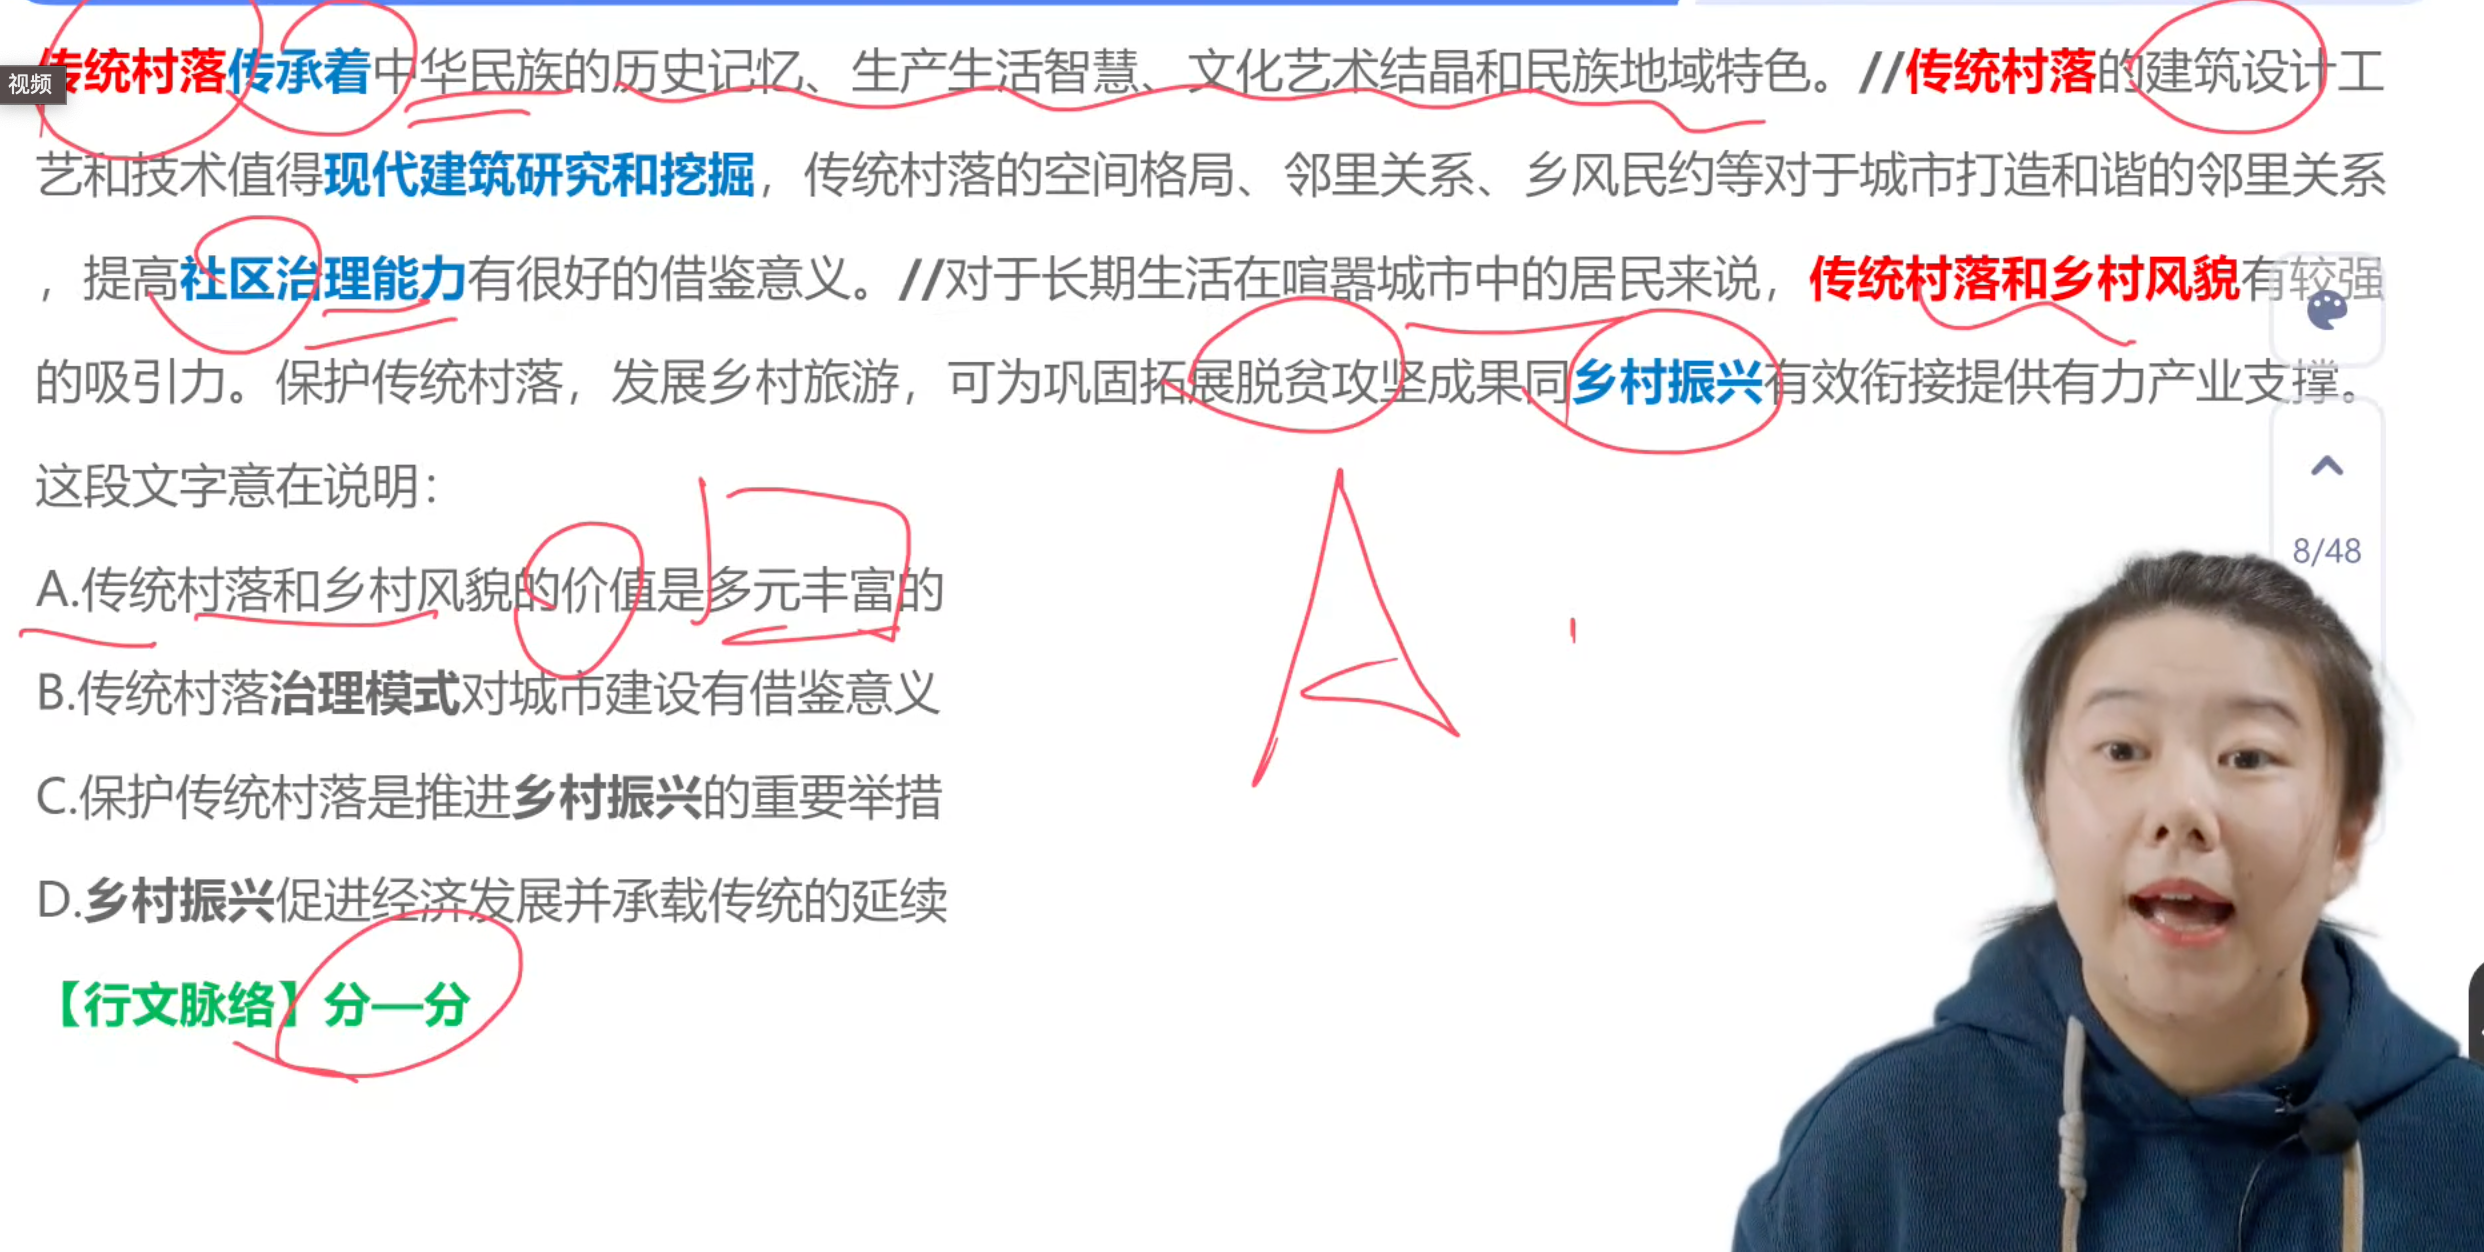 传统村落传承着中华民族的历史记忆、生产生活智慧、文化艺术结晶和民族地域特色。//传统村落的建筑设计工
视频
艺和技术值得现代建筑研究和挖掘，传统村落的空间格局、邻里关系、乡风民约等对于城市打造和谐的邻里关系
，提高社区治理能力有很好的借鉴意义。//对于长期生活在喧嚣城市中的居民来说，传统村落和乡村风貌有较强
的吸引力。保护传统村落，发展乡村旅游，可为巩固拓展脱贫攻坚成果同乡村振兴有效衔接提供有力产业支撑。
这段文字意在说明：
8/48
A.传统村落和乡村风貌的价值是多元丰富的
B.传统村落治理模式对城市建设有借鉴意义
A
C.保护传统村落是推进乡村振兴的重要举措
D.乡村振兴促进经济发展并承载传统的延续
【行文脉络】分—分